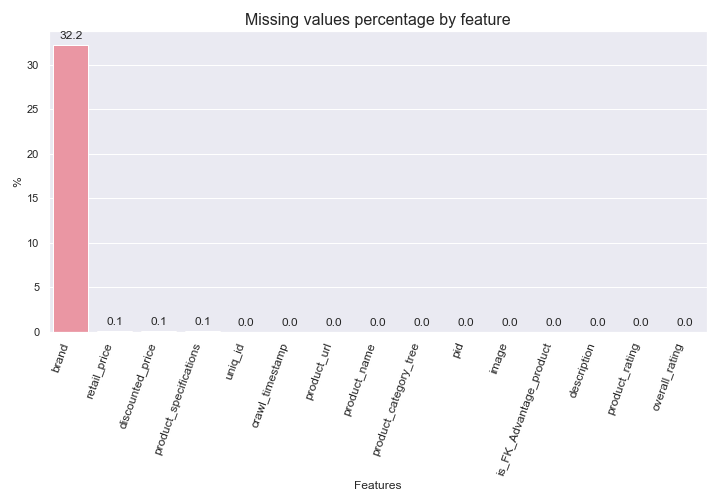 Missing values percentage by feature
32.2
30
25
20
15
10
5
0
%
0.1
0.1
0.1
0.0
0.0
0.0
0.0
0.0
0.0
0.0
0.0
0.0
0.0
0.0
brand
retail_price
discounted_price
product_specifications
uniq_id
crawl_timestamp
product_url
product_name
product_category_tree
pid
image
is_FK_Advantage_product
description
product_rating
overall_rating
Features